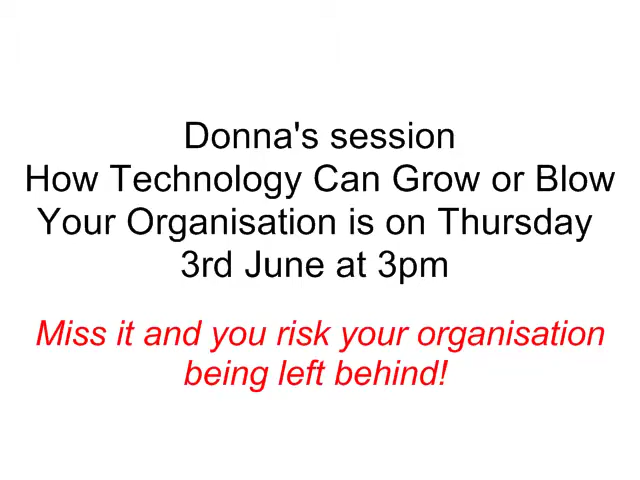 Donna's session
How Technology Can Grow or Blow
Your Organisation is on Thursday
3rd June at 3pm
Miss it and you risk your organisation
being left behind!